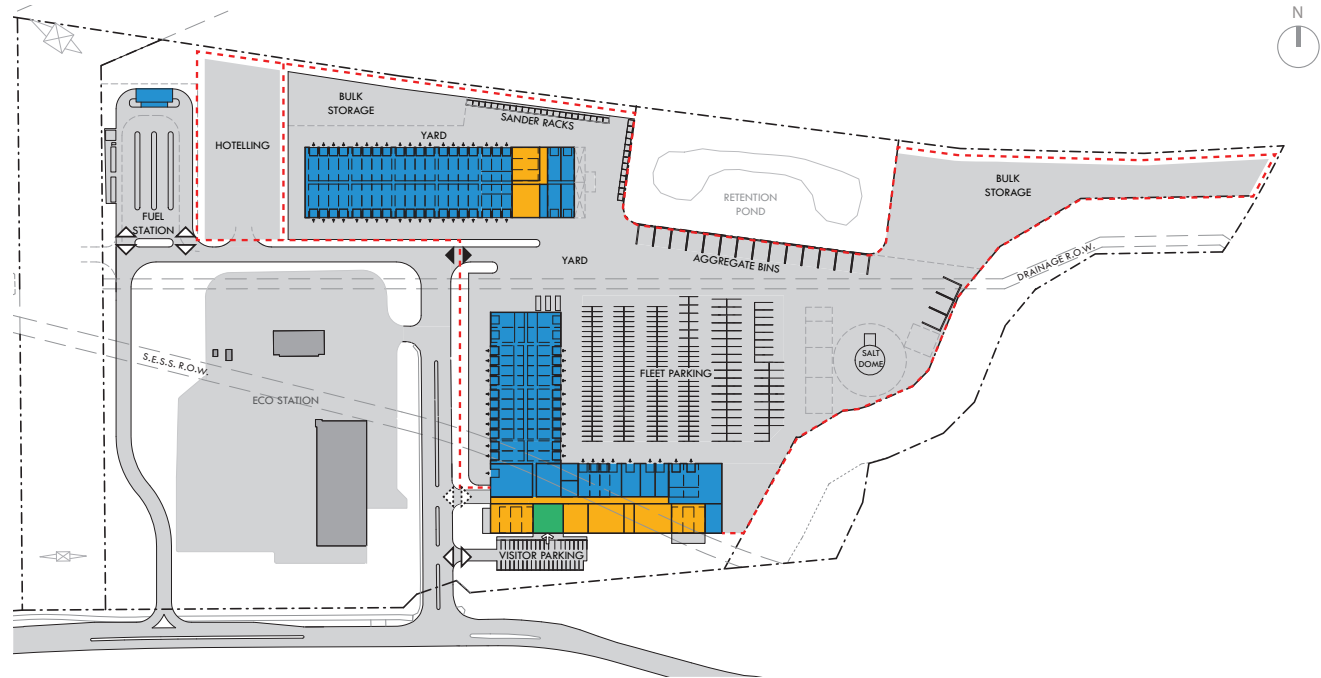 N
BULK
STORAGE
SANDER RACKS
YARD
HOTELLING
BULK
STORAGE
RETENTION
POND
FUEL
STATION
YARD
AGGREGATE BINS
DRAINAGE R.O.W.
S.E.S.S. R.O.W.
SALT
DOME
FLEET PARKING
ECO STATION
VISITOR PARKING